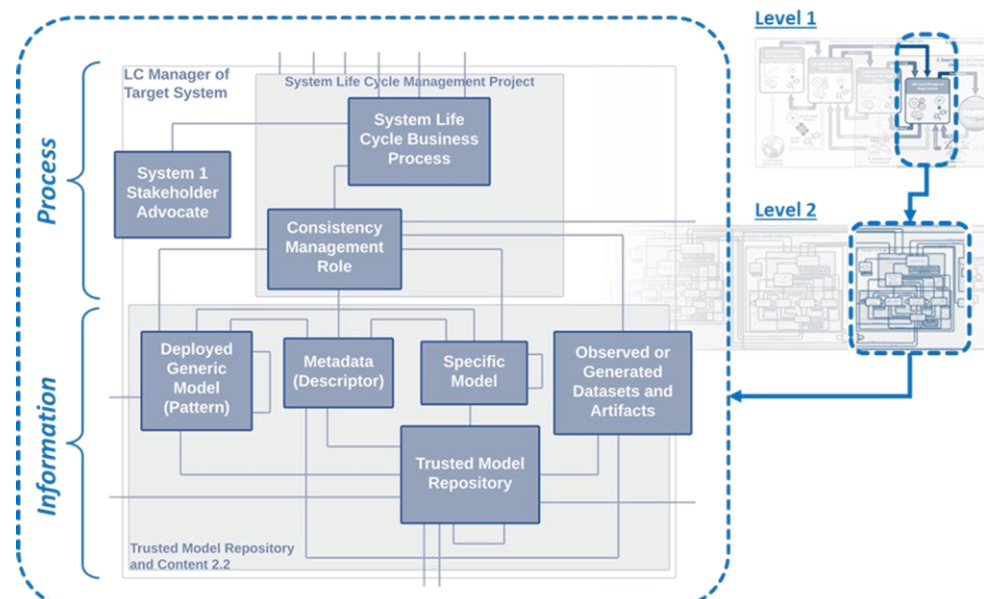 Level 1
Level 2
Process
Information
LC Manager of
Target System
System Life Cycle Management Project
System Life
Cycle Business
Process
System 1
Stakeholder
Advocate
Consistency
Management
Role
Deployed
Generic
Model
(Pattern)
Metadata
(Descriptor)
Specific
Model
Observed or
Generated
Datasets and
Artifacts
Trusted Model
Repository
Trusted Model Repository
and Content 2.2